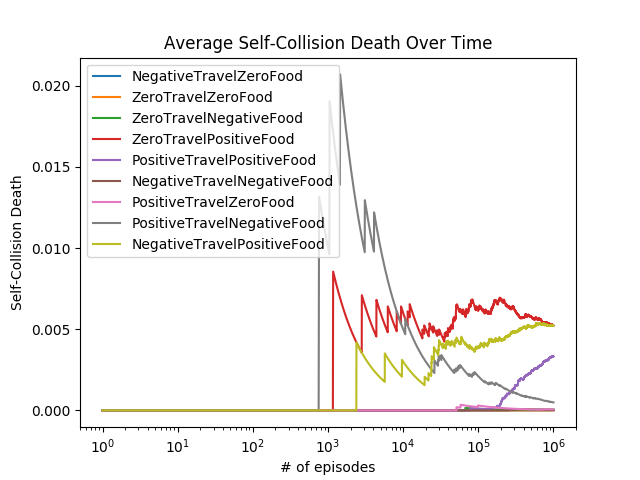 Average Self-Collision Death Over Time
NegativeTravelZeroFood
ZeroTravelZeroFood
ZeroTravelNegativeFood
ZeroTravelPositiveFood
PositiveTravelPositiveFood
NegativeTravelNegativeFood
PositiveTravelZeroFood
PositiveTravelNegativeFood
NegativeTravelPositiveFood
Self-Collision Death
0.020
0.015
0.010
0.005
0.000
10⁰ 10¹ 10² 10³ 10⁴ 10⁵ 10⁶
# of episodes